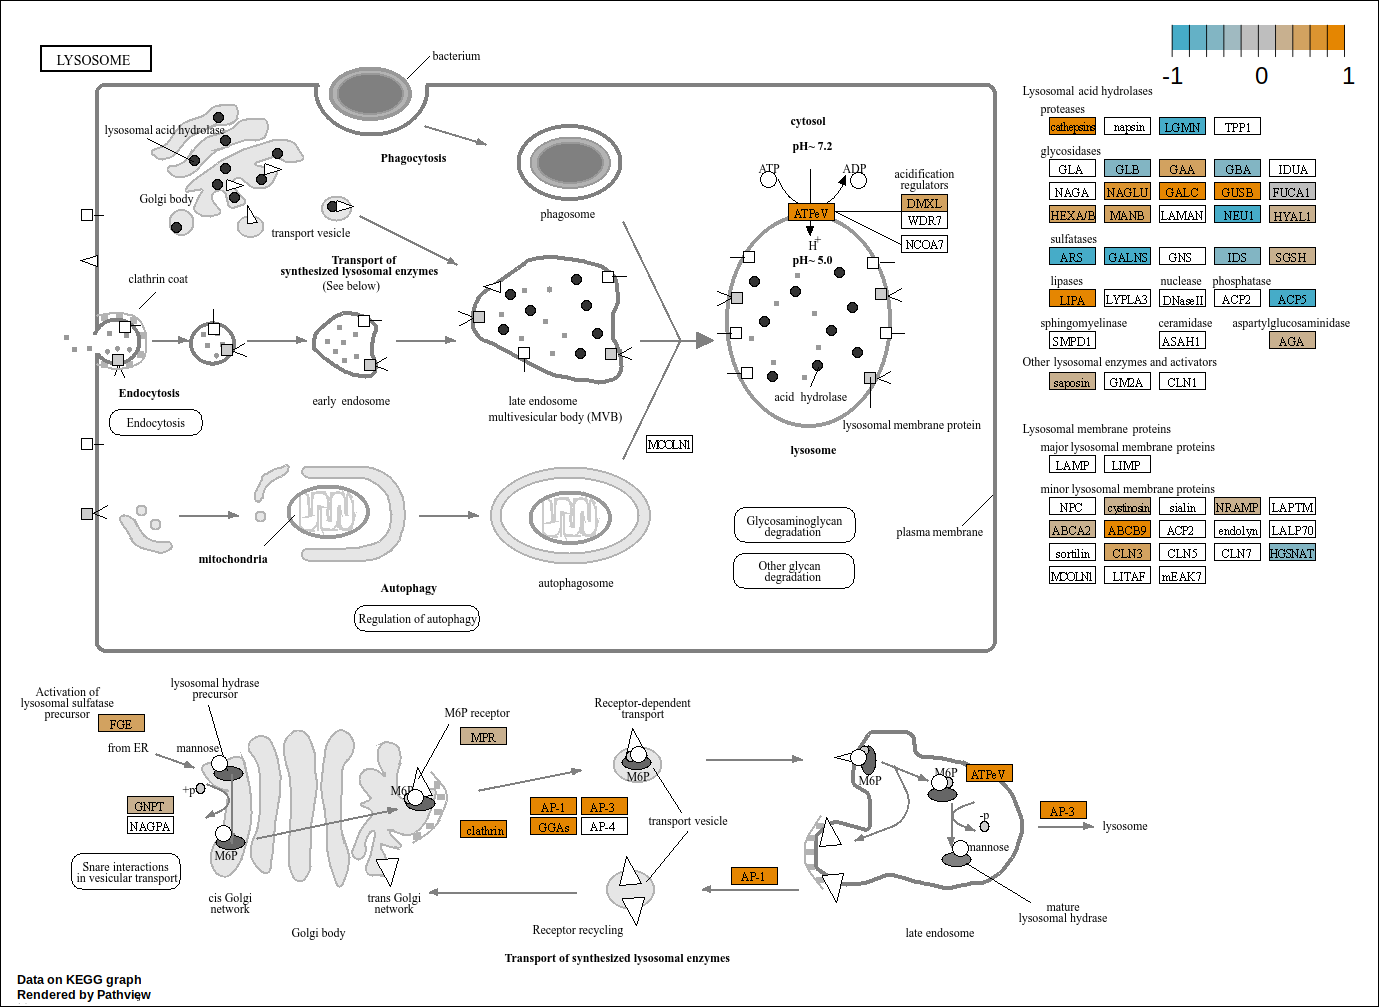 LYSOSOME
bacterium
-1 0 1
lysosomal acid hydrolase
Golgi body
transport vesicle
Phagocytosis
phagosome
Transport of
synthesized lysosomal enzymes
(See below)
clathrin coat
cytosol
pH~ 7.2
ATP
ADP
ATPeV
H+
pH~ 5.0
acidification
regulators
DMXL
WDR7
NCOA7
Endocytosis
Endocytosis
early endosome
late endosome
multivesicular body (MVB)
MCOLN1
acid hydrolase
lysosomal membrane protein
lysosome
mitochondria
Autophagy
Regulation of autophagy
autophagosome
Glycosaminoglycan
degradation
Other glycan
degradation
plasma membrane
Lysosomal acid hydrolases
proteases
cathepsins napsin LGMN TPP1
glycosidases
GLA GLB GAA GBA IDUA
NAGA NAGLU GALC GUSB FUCA1
HEXA/B MANB LAMAN NEU1 HYAL1
sulfatases
ARS GALNS GNS IDS SGSH
lipases nuclease phosphatase
LIPA LYPLA3 DNaseII ACP2 ACP5
sphingomyelinase ceramidase aspartylglucosaminidase
SMPD1 ASAH1 AGA
Other lysosomal enzymes and activators
saposin GM2A CLN1
Lysosomal membrane proteins
major lysosomal membrane proteins
LAMP LIMP
minor lysosomal membrane proteins
NPC cystinosin sialin NRAMP LAPTM
ABCA2 ABCB9 ACP2 endolyn LALP70
sortilin CLN3 CLN5 CLN7 HGSNAT
MCOLN1 LITAF mEAK7
Activation of
lysosomal sulfatase
precursor
FGE
from ER
lysosomal hydrase
precursor
mannose
+p
GNPT
NAGPA
M6P
Snare interactions
in vesicular transport
cis Golgi
network
Golgi body
trans Golgi
network
M6P receptor
MPR
M6P
clathrin
AP-1 AP-3
GGAs AP-4
Receptor-dependent
transport
M6P
transport vesicle
Receptor recycling
AP-1
M6P
M6P
ATPeV
-p
mannose
AP-3
lysosome
mature
lysosomal hydrase
late endosome
Transport of synthesized lysosomal enzymes
Data on KEGG graph
Rendered by Pathview